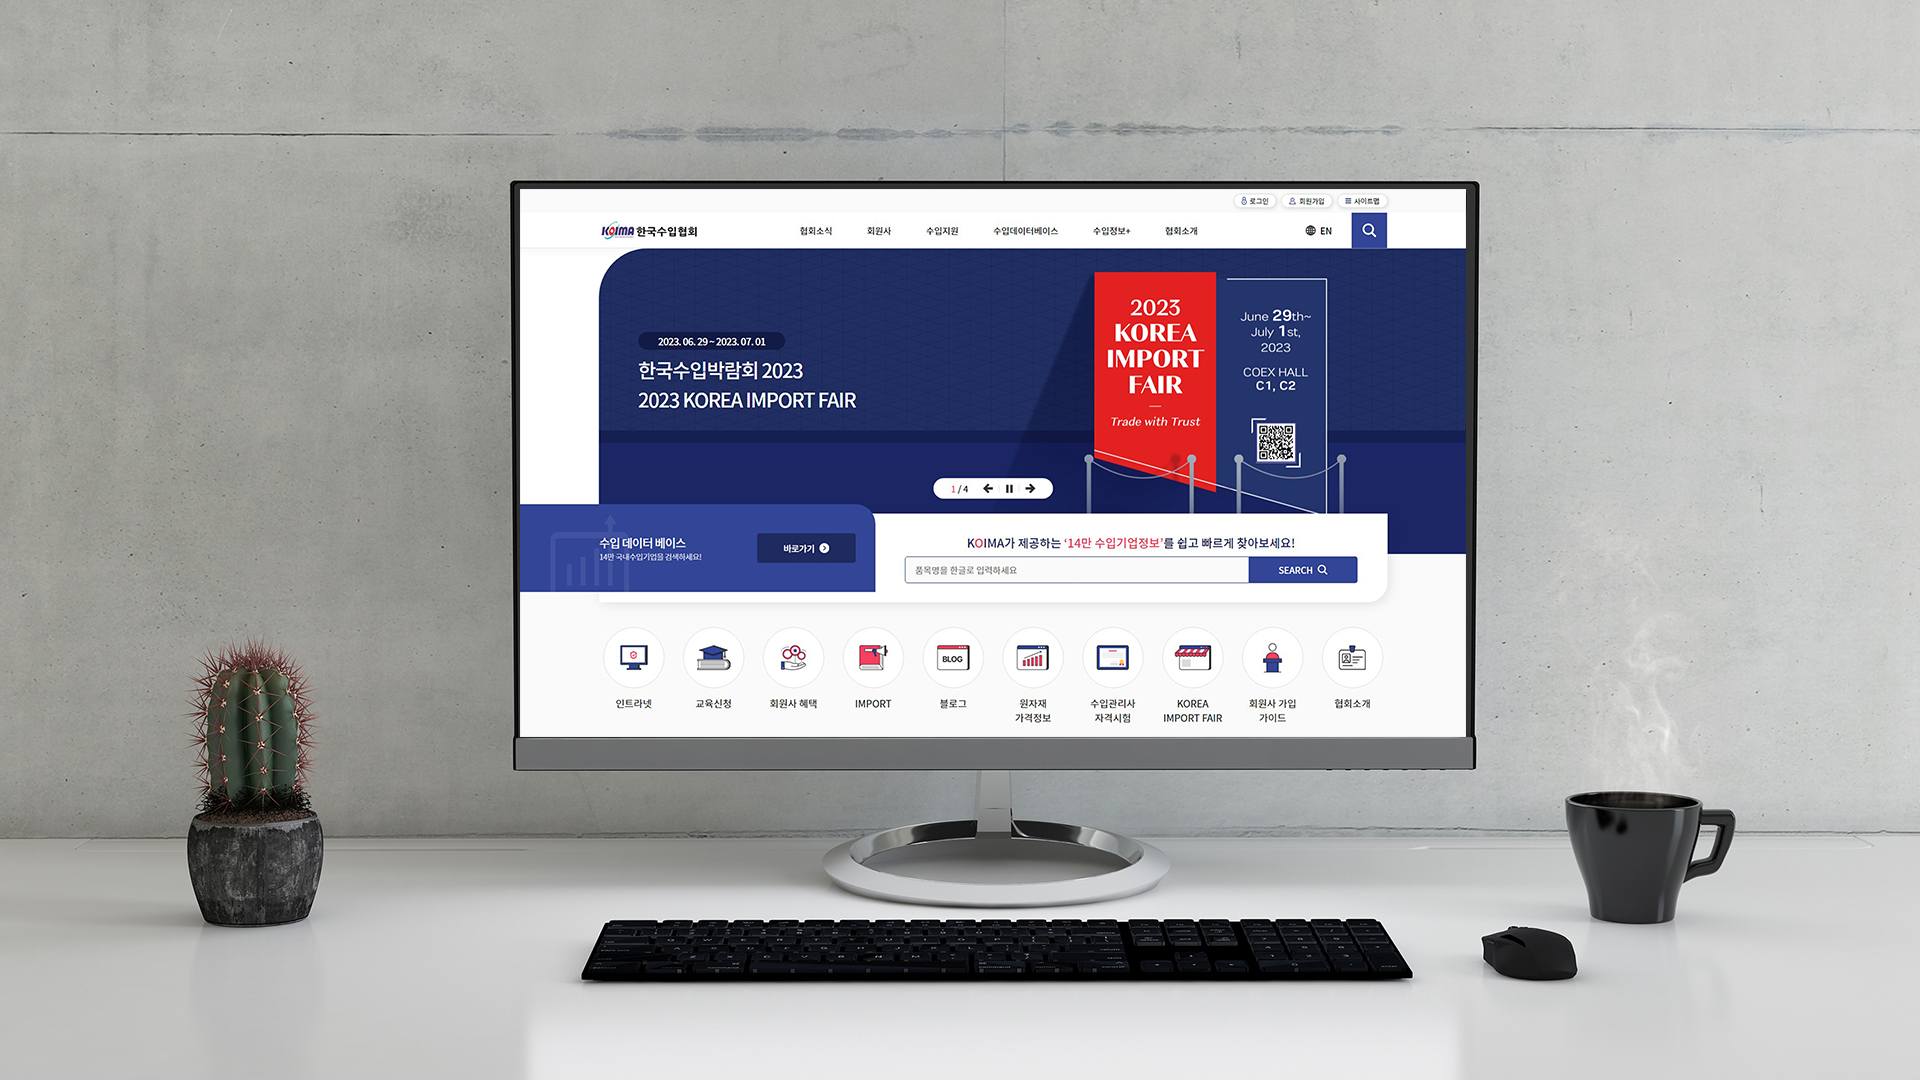 로그인
회원가입
사이트맵
KOIMA 한국수입협회
협회소식
회원사
수입지원
수입데이터베이스
수입정보+
협회소개
EN
2023. 06. 29 ~ 2023. 07. 01
한국수입박람회 2023
2023 KOREA IMPORT FAIR
2023
KOREA
IMPORT
FAIR
Trade with Trust
June 29th~
July 1st,
2023
COEX HALL
C1, C2
1 / 4
수입 데이터 베이스
14만 국내수입기업을 검색하세요!
바로가기
KOIMA가 제공하는 ‘14만 수입기업정보’를 쉽고 빠르게 찾아보세요!
품목명을 한글로 입력하세요
SEARCH
BLOG
인트라넷
교육신청
회원사 혜택
IMPORT
블로그
원자재
가격정보
수입관리사
자격시험
KOREA
IMPORT FAIR
회원사 가입
가이드
협회소개